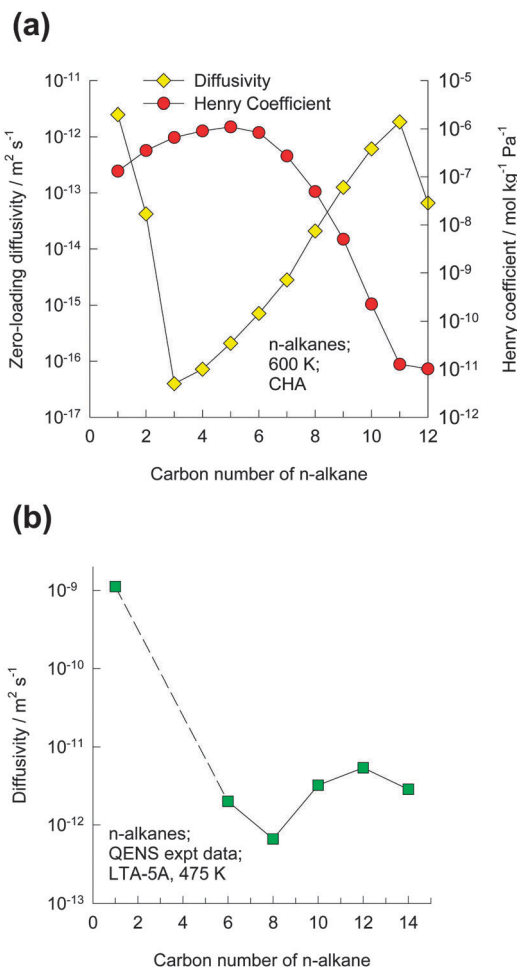 (a)
Diffusivity
Henry Coefficient
10⁻¹¹
10⁻¹²
10⁻¹³
10⁻¹⁴
10⁻¹⁵
10⁻¹⁶
10⁻¹⁷
Zero-loading diffusivity / m² s⁻¹
10⁻⁵
10⁻⁶
10⁻⁷
10⁻⁸
10⁻⁹
10⁻¹⁰
10⁻¹¹
10⁻¹²
Henry coefficient / mol kg⁻¹ Pa⁻¹
n-alkanes;
600 K;
CHA
0 2 4 6 8 10 12
Carbon number of n-alkane
(b)
10⁻⁹
10⁻¹⁰
10⁻¹¹
10⁻¹²
10⁻¹³
Diffusivity / m² s⁻¹
n-alkanes;
QENS expt data;
LTA-5A, 475 K
0 2 4 6 8 10 12 14
Carbon number of n-alkane